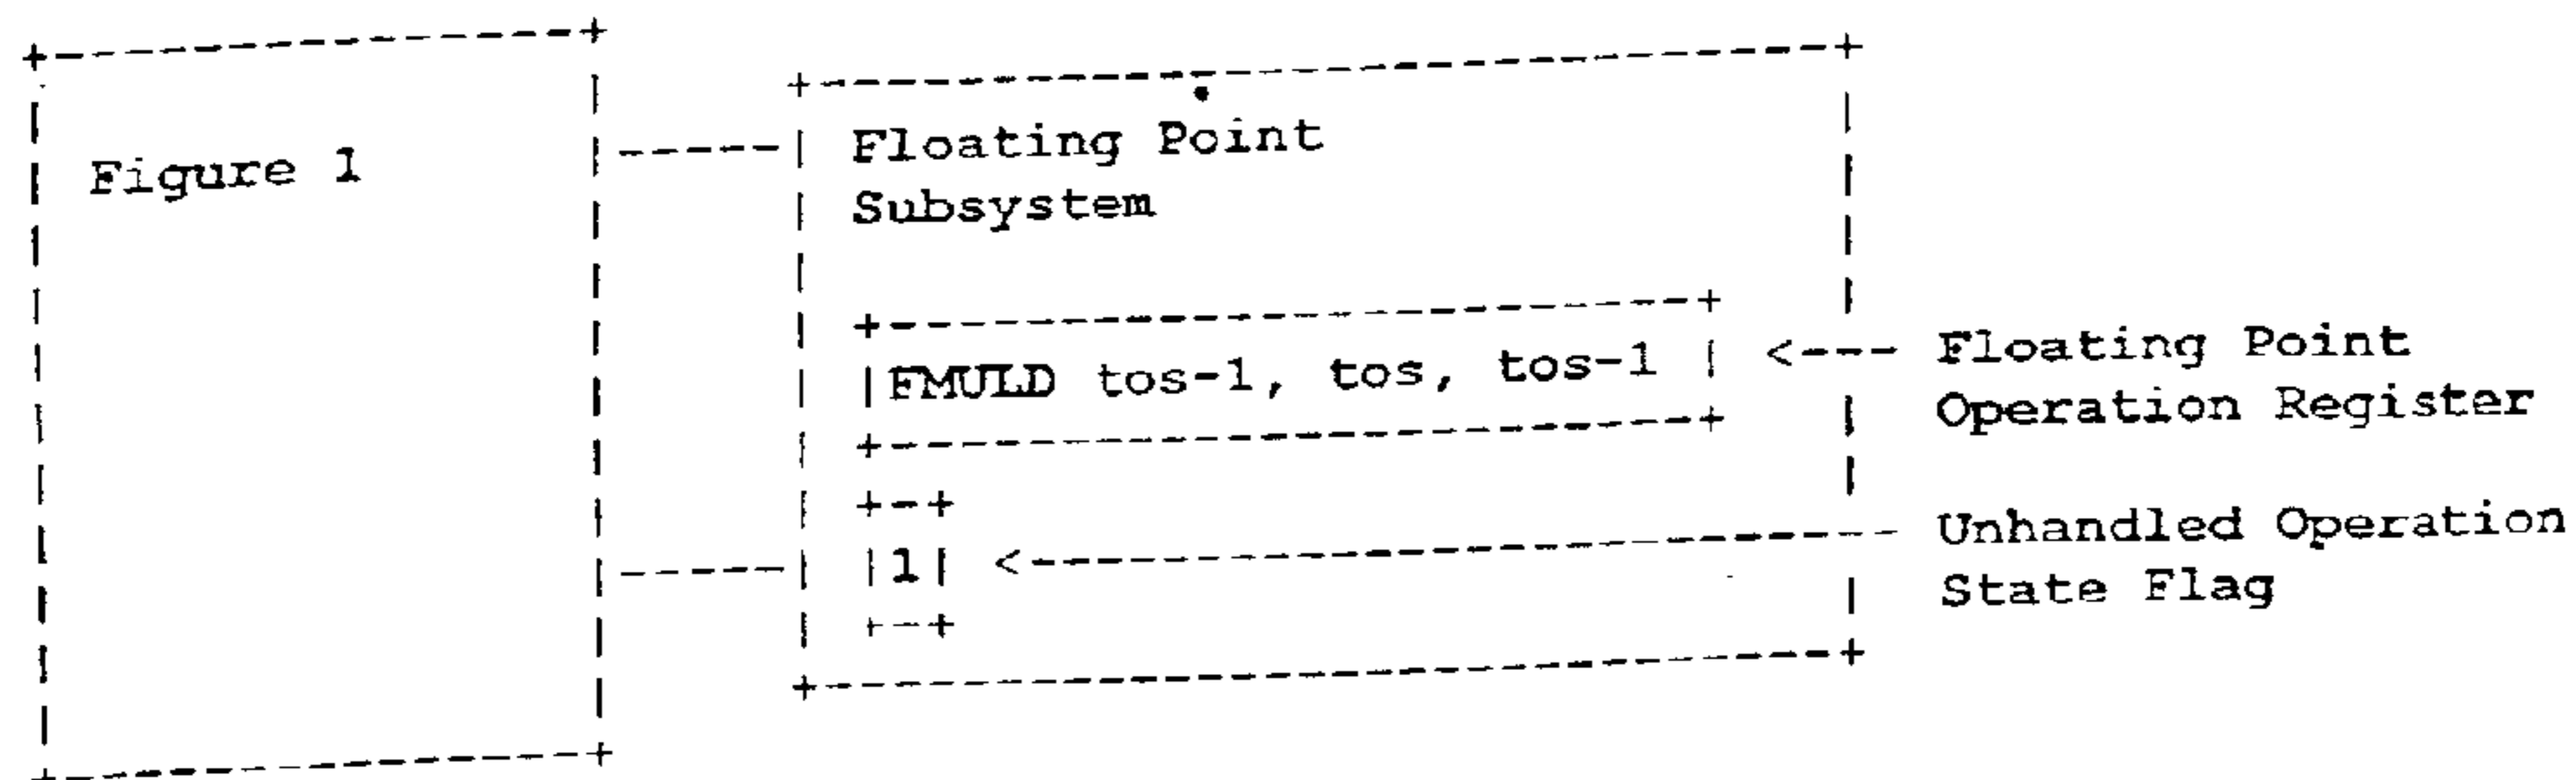 Figure 1
Floating Point
Subsystem
FMULD tos-1, tos, tos-1
<--- Floating Point
Operation Register
1
<--- Unhandled Operation
State Flag